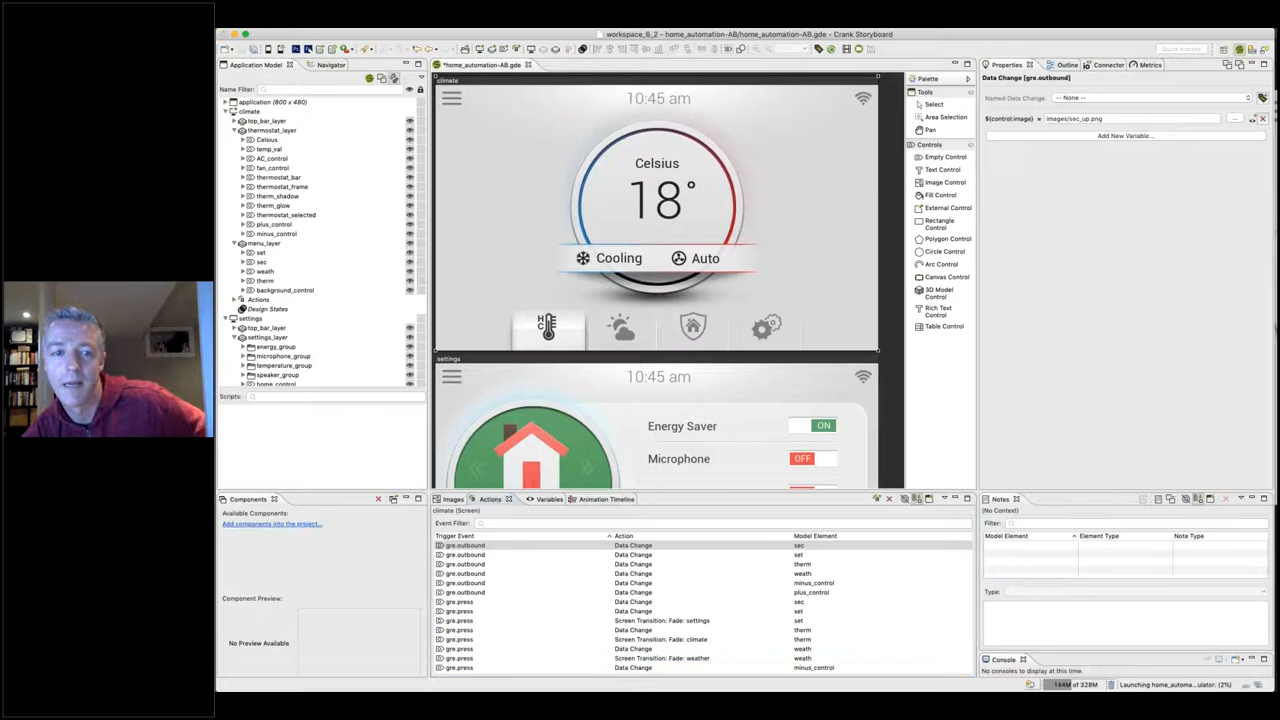 workspace_6_2 - home_automation-AB/home_automation-AB.gde - Crank Storyboard
Application Model
Navigator
Name Filter:
application (800 x 480)
climate
top_bar_layer
thermostat_layer
Celsius
temp_val
AC_control
fan_control
thermostat_bar
thermostat_frame
therm_shadow
therm_glow
thermostat_selected
plus_control
minus_control
menu_layer
set
sec
weath
therm
background_control
Actions
Design States
settings
top_bar_layer
settings_layer
energy_group
microphone_group
temperature_group
speaker_group
home_control
Scripts:
Components
Available Components:
Add components into the project...
Component Preview:
No Preview Available
*home_automation-AB.gde
climate
10:45 am
Celsius
18°
Cooling
Auto
H
C
settings
10:45 am
Energy Saver
ON
Microphone
OFF
Palette
Tools
Select
Area Selection
Pan
Controls
Empty Control
Text Control
Image Control
Fill Control
External Control
Rectangle Control
Polygon Control
Circle Control
Arc Control
Canvas Control
3D Model Control
Rich Text Control
Table Control
Images
Actions
Variables
Animation Timeline
climate (Screen)
Event Filter:
Trigger Event Action Model Element
gre.outbound Data Change sec
gre.outbound Data Change set
gre.outbound Data Change therm
gre.outbound Data Change weath
gre.outbound Data Change minus_control
gre.outbound Data Change plus_control
gre.press Data Change sec
gre.press Data Change set
gre.press Screen Transition: Fade: settings set
gre.press Data Change therm
gre.press Screen Transition: Fade: climate therm
gre.press Data Change weath
gre.press Screen Transition: Fade: weather weath
gre.press Data Change minus_control
Properties
Outline
Connector
Metrics
Data Change [gre.outbound]
Named Data Change: -- None --
${control:image} = images/sec_up.png
...
Add New Variable...
Notes
(No Context)
Filter:
Model Element Element Type Note Type
Type:
Console
No consoles to display at this time.
144M of 328M
Launching home_automa...ulator: (2%)